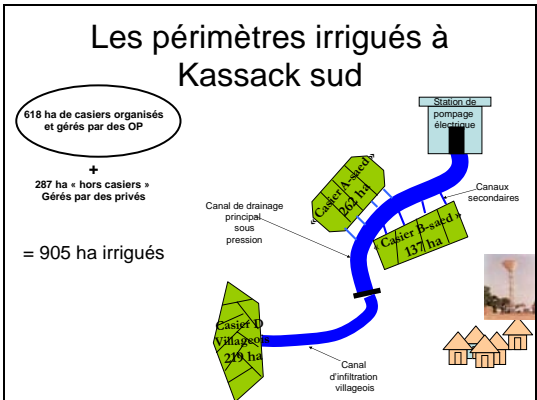 Les périmètres irrigués à
Kassack sud
618 ha de casiers organisés
et gérés par des OP
+
287 ha « hors casiers »
Gérés par des privés
= 905 ha irrigués
Station de
pompage
électrique
« Casier A-saed »
262 ha
Canaux
secondaires
Canal de drainage
principal
sous
pression
« Casier B-saed »
137 ha
Casier D
Villageois
219 ha
Canal
d'infiltration
villageois